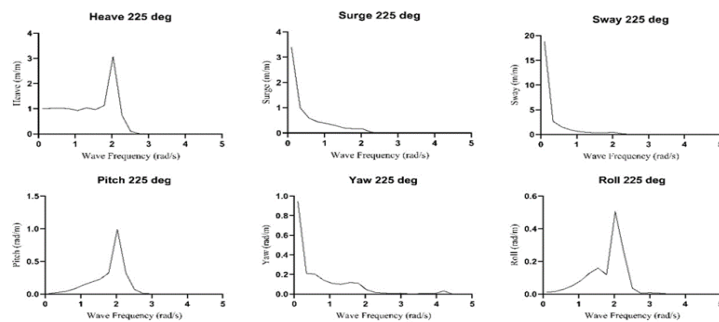 Heave 225 deg
Heave (m/m)
4
3
2
1
0
0 1 2 3 4 5
Wave Frequency (rad/s)
Surge 225 deg
Surge (m/m)
4
3
2
1
0
0 1 2 3 4 5
Wave Frequency (rad/s)
Sway 225 deg
Sway (m/m)
20
15
10
5
0
0 1 2 3 4 5
Wave Frequency (rad/s)
Pitch 225 deg
Pitch (rad/m)
1.5
1.0
0.5
0.0
0 1 2 3 4 5
Wave Frequency (rad/s)
Yaw 225 deg
Yaw (rad/m)
1.0
0.8
0.6
0.4
0.2
0.0
0 1 2 3 4 5
Wave Frequency (rad/s)
Roll 225 deg
Roll (rad/m)
0.6
0.4
0.2
0.0
0 1 2 3 4 5
Wave Frequency (rad/s)